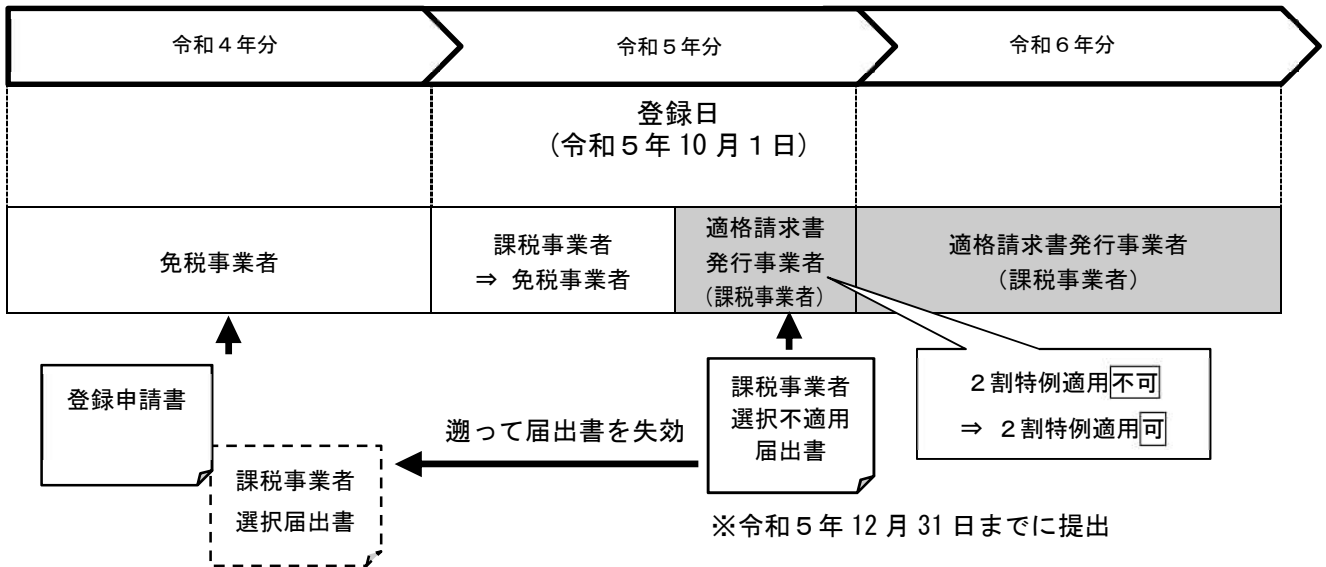 令和４年分
令和５年分
令和６年分
登録日
（令和５年 10 月１日）
免税事業者
課税事業者
⇒ 免税事業者
適格請求書
発行事業者
（課税事業者）
適格請求書発行事業者
（課税事業者）
登録申請書
課税事業者
選択届出書
遡って届出書を失効
課税事業者
選択不適用
届出書
２割特例適用不可
⇒ ２割特例適用可
※令和５年 12 月 31 日までに提出